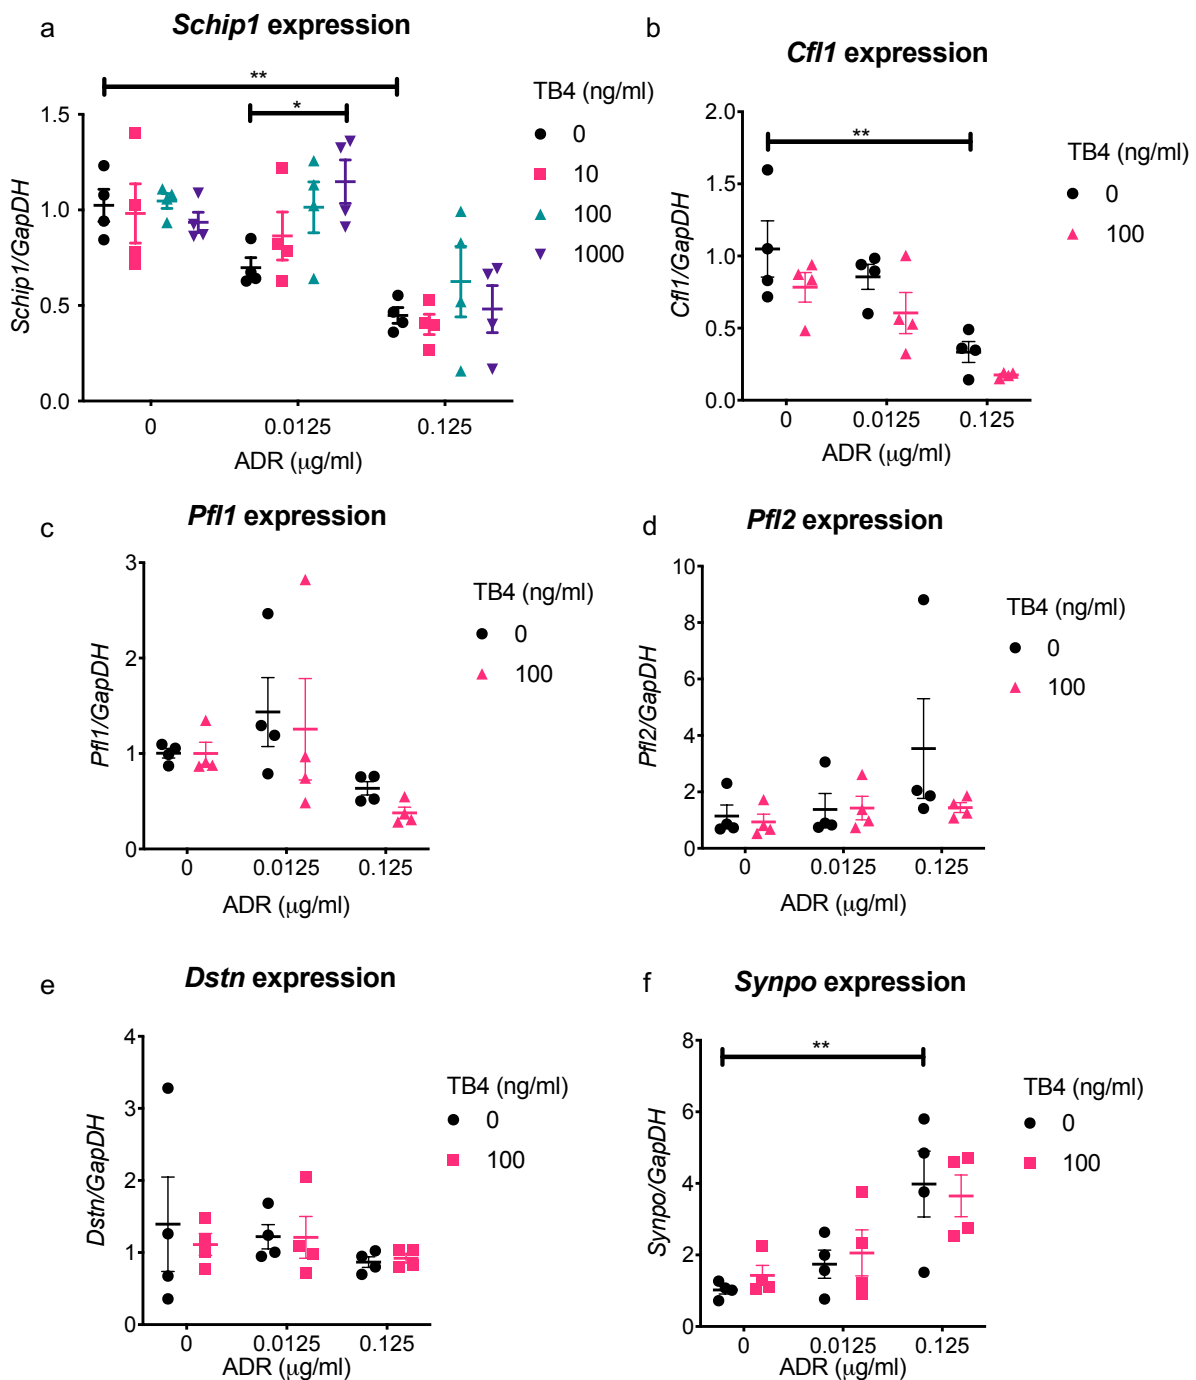 a
Schip1 expression
**
*
TB4 (ng/ml)
0
10
100
1000
1.5
1.0
0.5
0.0
Schip1/GapDH
0
0.0125
0.125
ADR (μg/ml)
b
Cfl1 expression
**
TB4 (ng/ml)
0
100
2.0
1.5
1.0
0.5
0.0
Cfl1/GapDH
0
0.0125
0.125
ADR (μg/ml)
c
Pfl1 expression
TB4 (ng/ml)
0
100
3
2
1
0
Pfl1/GapDH
0
0.0125
0.125
ADR (μg/ml)
d
Pfl2 expression
TB4 (ng/ml)
0
100
10
8
6
4
2
0
Pfl2/GapDH
0
0.0125
0.125
ADR (μg/ml)
e
Dstn expression
TB4 (ng/ml)
0
100
4
3
2
1
0
Dstn/GapDH
0
0.0125
0.125
ADR (μg/ml)
f
Synpo expression
**
TB4 (ng/ml)
0
100
8
6
4
2
0
Synpo/GapDH
0
0.0125
0.125
ADR (μg/ml)